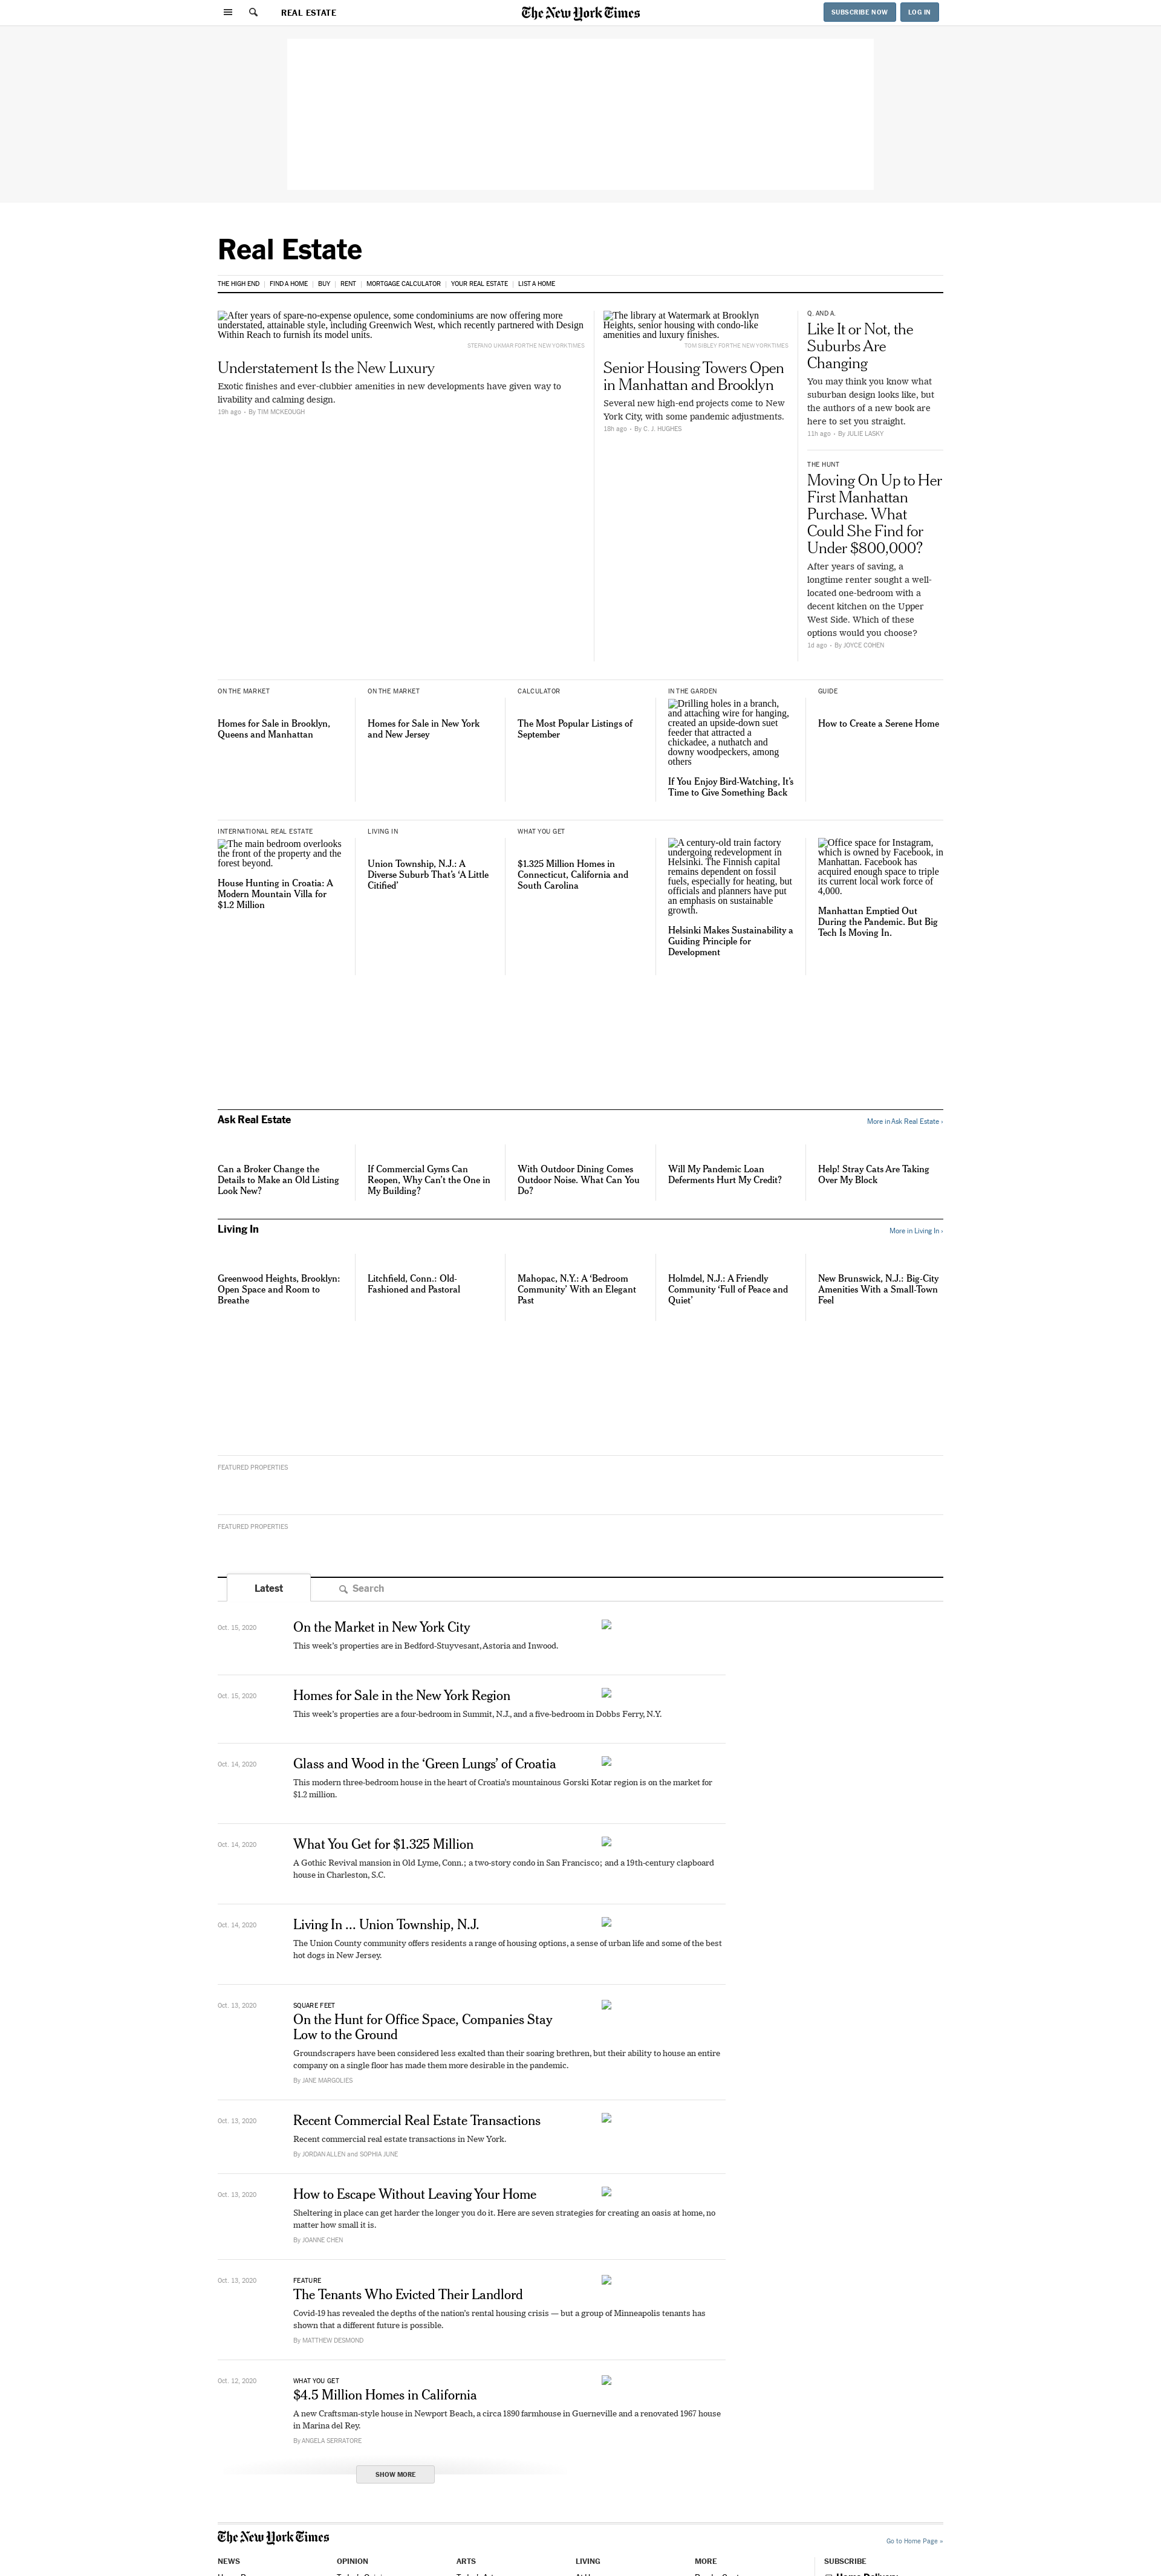 REAL ESTATE
The New York Times
SUBSCRIBE NOW
LOG IN
Real Estate
THE HIGH END
FIND A HOME
BUY
RENT
MORTGAGE CALCULATOR
YOUR REAL ESTATE
LIST A HOME
After years of spare-no-expense opulence, some condominiums are now offering more
understated, attainable style, including Greenwich West, which recently partnered with Design
Within Reach to furnish its model units.
STEFANO UKMAR FOR THE NEW YORK TIMES
Understatement Is the New Luxury
Exotic finishes and ever-clubbier amenities in new developments have given way to
livability and calming design.
19h ago • By TIM MCKEOUGH
The library at Watermark at Brooklyn
Heights, senior housing with condo-like
amenities and luxury finishes.
TOM SIBLEY FOR THE NEW YORK TIMES
Senior Housing Towers Open
in Manhattan and Brooklyn
Several new high-end projects come to New
York City, with some pandemic adjustments.
18h ago • By C. J. HUGHES
Q. AND A.
Like It or Not, the
Suburbs Are
Changing
You may think you know what
suburban design looks like, but
the authors of a new book are
here to set you straight.
11h ago • By JULIE LASKY
THE HUNT
Moving On Up to Her
First Manhattan
Purchase. What
Could She Find for
Under $800,000?
After years of saving, a
longtime renter sought a well-
located one-bedroom with a
decent kitchen on the Upper
West Side. Which of these
options would you choose?
1d ago • By JOYCE COHEN
ON THE MARKET
Homes for Sale in Brooklyn,
Queens and Manhattan
ON THE MARKET
Homes for Sale in New York
and New Jersey
CALCULATOR
The Most Popular Listings of
September
IN THE GARDEN
Drilling holes in a branch,
and attaching wire for hanging,
created an upside-down suet
feeder that attracted a
chickadee, a nuthatch and
downy woodpeckers, among
others
If You Enjoy Bird-Watching, It’s
Time to Give Something Back
GUIDE
How to Create a Serene Home
INTERNATIONAL REAL ESTATE
The main bedroom overlooks
the front of the property and the
forest beyond.
House Hunting in Croatia: A
Modern Mountain Villa for
$1.2 Million
LIVING IN
Union Township, N.J.: A
Diverse Suburb That’s ‘A Little
Citified’
WHAT YOU GET
$1.325 Million Homes in
Connecticut, California and
South Carolina
A century-old train factory
undergoing redevelopment in
Helsinki. The Finnish capital
remains dependent on fossil
fuels, especially for heating, but
officials and planners have put
an emphasis on sustainable
growth.
Helsinki Makes Sustainability a
Guiding Principle for
Development
Office space for Instagram,
which is owned by Facebook, in
Manhattan. Facebook has
acquired enough space to triple
its current local work force of
4,000.
Manhattan Emptied Out
During the Pandemic. But Big
Tech Is Moving In.
Ask Real Estate
More in Ask Real Estate ›
Can a Broker Change the
Details to Make an Old Listing
Look New?
If Commercial Gyms Can
Reopen, Why Can’t the One in
My Building?
With Outdoor Dining Comes
Outdoor Noise. What Can You
Do?
Will My Pandemic Loan
Deferments Hurt My Credit?
Help! Stray Cats Are Taking
Over My Block
Living In
More in Living In ›
Greenwood Heights, Brooklyn:
Open Space and Room to
Breathe
Litchfield, Conn.: Old-
Fashioned and Pastoral
Mahopac, N.Y.: A ‘Bedroom
Community’ With an Elegant
Past
Holmdel, N.J.: A Friendly
Community ‘Full of Peace and
Quiet’
New Brunswick, N.J.: Big-City
Amenities With a Small-Town
Feel
FEATURED PROPERTIES
FEATURED PROPERTIES
Latest
Search
Oct. 15, 2020
On the Market in New York City
This week’s properties are in Bedford-Stuyvesant, Astoria and Inwood.
Oct. 15, 2020
Homes for Sale in the New York Region
This week’s properties are a four-bedroom in Summit, N.J., and a five-bedroom in Dobbs Ferry, N.Y.
Oct. 14, 2020
Glass and Wood in the ‘Green Lungs’ of Croatia
This modern three-bedroom house in the heart of Croatia’s mountainous Gorski Kotar region is on the market for
$1.2 million.
Oct. 14, 2020
What You Get for $1.325 Million
A Gothic Revival mansion in Old Lyme, Conn.; a two-story condo in San Francisco; and a 19th-century clapboard
house in Charleston, S.C.
Oct. 14, 2020
Living In ... Union Township, N.J.
The Union County community offers residents a range of housing options, a sense of urban life and some of the best
hot dogs in New Jersey.
Oct. 13, 2020
SQUARE FEET
On the Hunt for Office Space, Companies Stay
Low to the Ground
Groundscrapers have been considered less exalted than their soaring brethren, but their ability to house an entire
company on a single floor has made them more desirable in the pandemic.
By JANE MARGOLIES
Oct. 13, 2020
Recent Commercial Real Estate Transactions
Recent commercial real estate transactions in New York.
By JORDAN ALLEN and SOPHIA JUNE
Oct. 13, 2020
How to Escape Without Leaving Your Home
Sheltering in place can get harder the longer you do it. Here are seven strategies for creating an oasis at home, no
matter how small it is.
By JOANNE CHEN
Oct. 13, 2020
FEATURE
The Tenants Who Evicted Their Landlord
Covid-19 has revealed the depths of the nation’s rental housing crisis — but a group of Minneapolis tenants has
shown that a different future is possible.
By MATTHEW DESMOND
Oct. 12, 2020
WHAT YOU GET
$4.5 Million Homes in California
A new Craftsman-style house in Newport Beach, a circa 1890 farmhouse in Guerneville and a renovated 1967 house
in Marina del Rey.
By ANGELA SERRATORE
SHOW MORE
The New York Times
Go to Home Page »
NEWS
OPINION
ARTS
LIVING
MORE
SUBSCRIBE